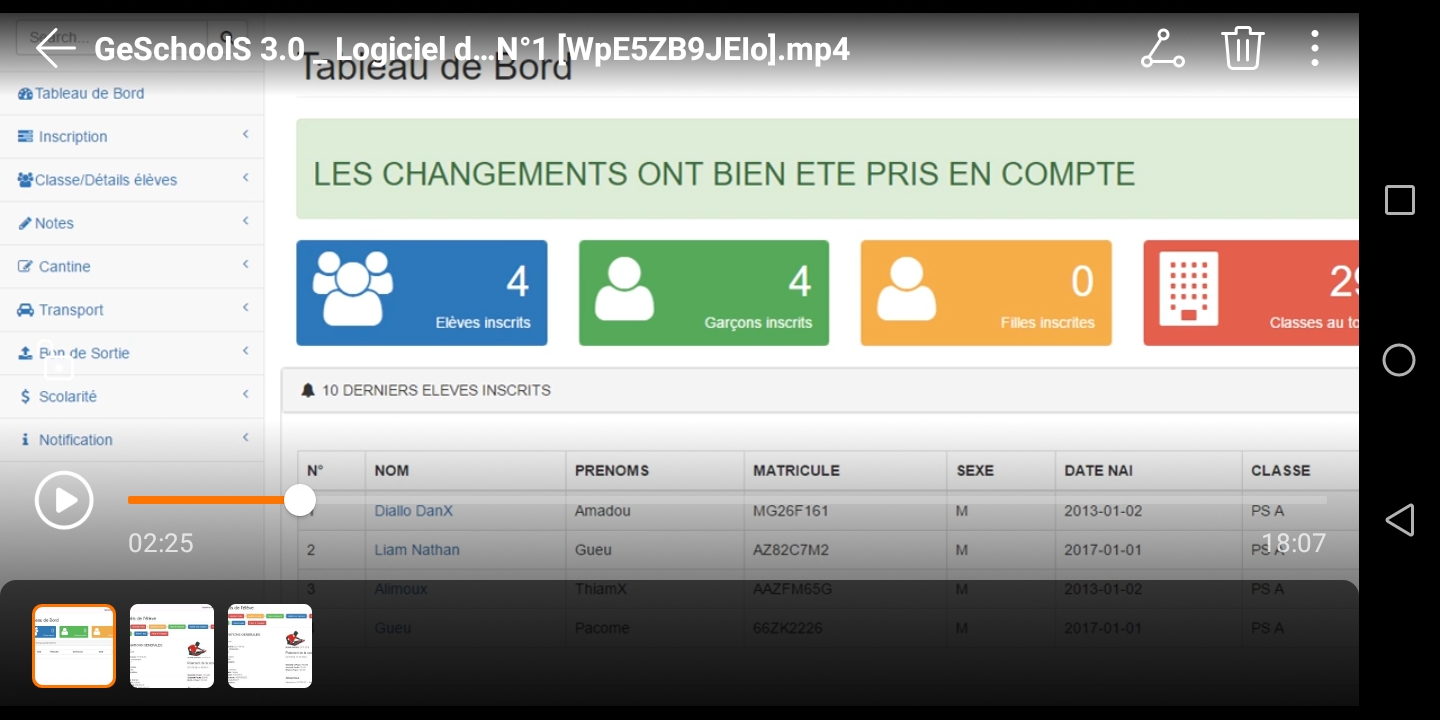 Search...
GeSchoolS 3.0_ Logiciel d...N°1 [WpE5ZB9JEIo].mp4
Tableau de Bord
Tableau de Bord
Inscription
Classe/Détails élèves
Notes
Cantine
Transport
Bon de Sortie
$ Scolarité
Notification
LES CHANGEMENTS ONT BIEN ETE PRIS EN COMPTE
4
Elèves inscrits
4
Garçons inscrits
0
Filles inscrites
29
Classes au to
10 DERNIERS ELEVES INSCRITS
N° NOM PRENOMS MATRICULE SEXE DATE NAI CLASSE
1 Diallo DanX Amadou MG26F161 M 2013-01-02 PS A
2 Liam Nathan Gueu AZ82C7M2 M 2017-01-01 PS A
3 Alimoux ThiamX AAZFM65G M 2013-01-02 PS A
Gueu Pacome 66ZK2226 M 2017-01-01 PS A
02:25
18:07